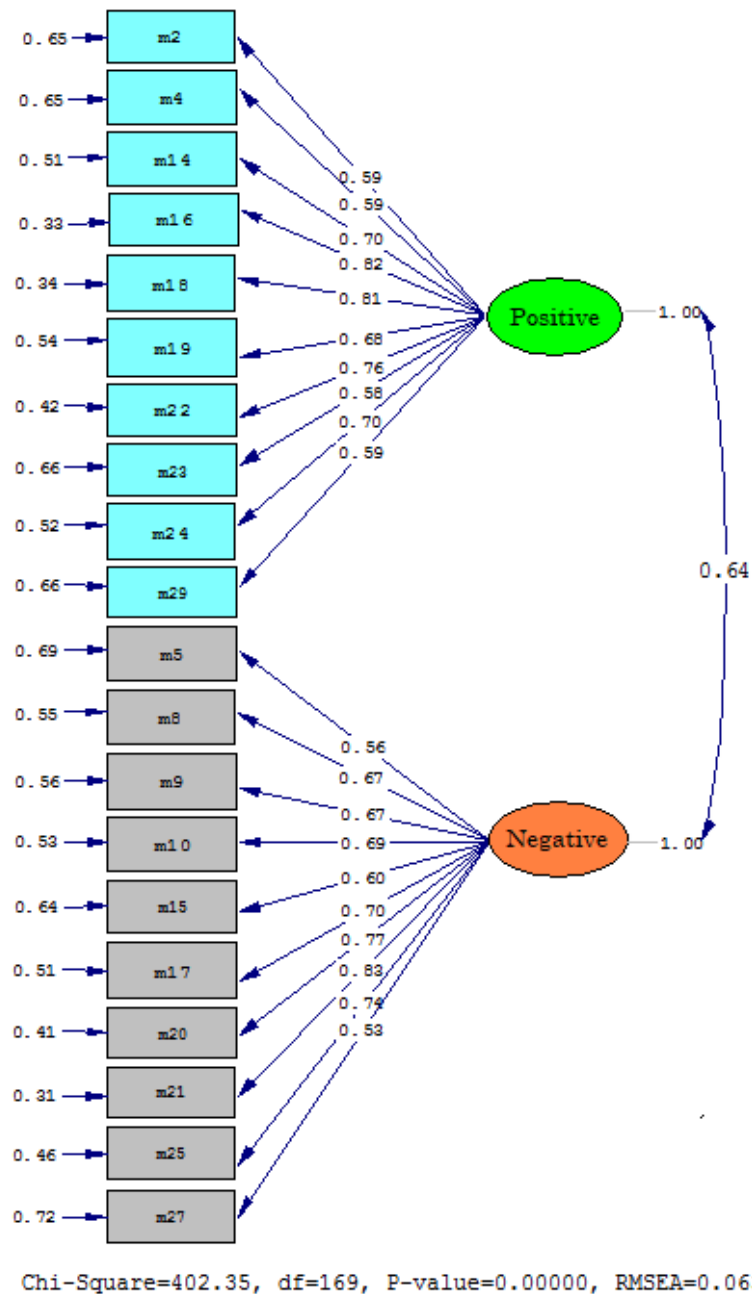 0.65 m2
0.65 m4
0.51 m14
0.33 m16
0.34 m18
0.54 m19
0.42 m22
0.66 m23
0.52 m24
0.66 m29
0.69 m5
0.55 m8
0.56 m9
0.53 m10
0.64 m15
0.51 m17
0.41 m20
0.31 m21
0.46 m25
0.72 m27
0.59
0.59
0.70
0.82
0.81
0.68
0.76
0.58
0.70
0.59
Positive
1.00
0.64
0.56
0.67
0.67
0.69
0.60
0.70
0.77
0.83
0.74
0.53
Negative
1.00
Chi-Square=402.35, df=169, P-value=0.00000, RMSEA=0.06